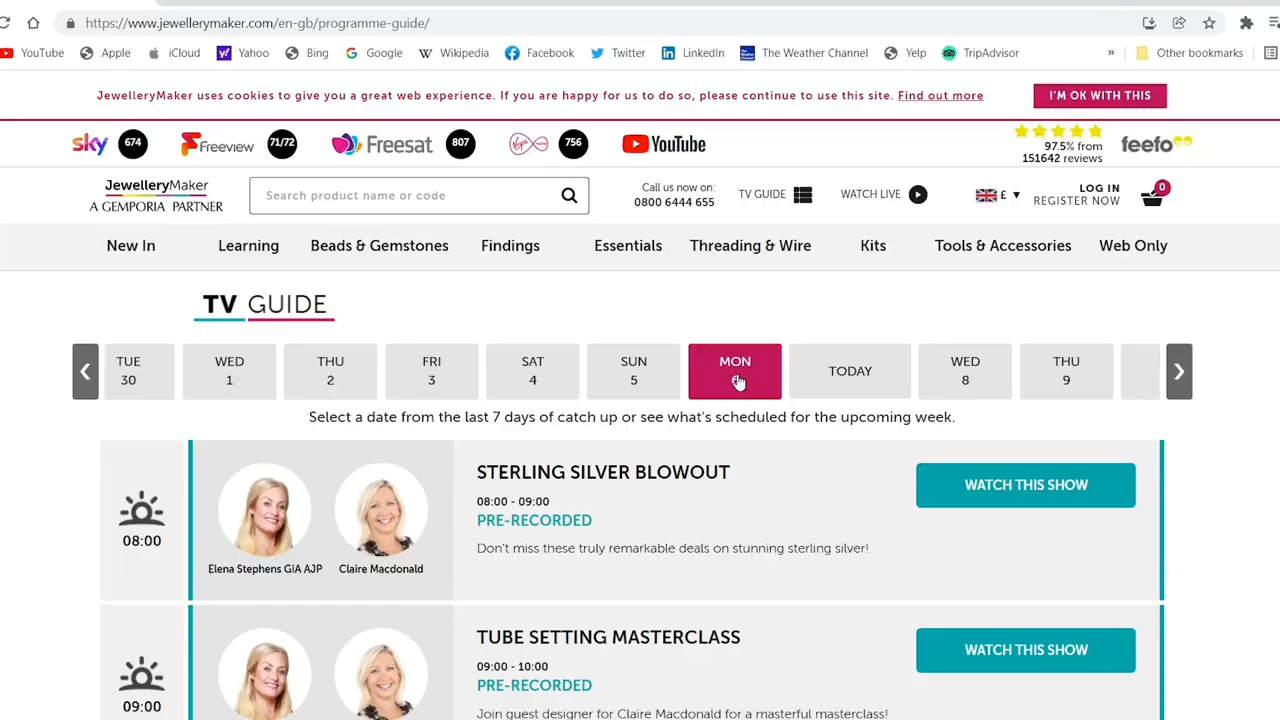 https://www.jewellerymaker.com/en-gb/programme-guide/
YouTube Apple iCloud Yahoo Bing Google Wikipedia Facebook Twitter LinkedIn The Weather Channel Yelp TripAdvisor » Other bookmarks
JewelleryMaker uses cookies to give you a great web experience. If you are happy for us to do so, please continue to use this site. Find out more
I'M OK WITH THIS
sky 674 Freeview 71/72 Freesat 807 756 YouTube
97.5% from
151642 reviews
feefo
JewelleryMaker
A GEMPORIA PARTNER
Search product name or code
Call us now on:
0800 6444 655
TV GUIDE
WATCH LIVE
£
LOG IN
REGISTER NOW
0
New In Learning Beads & Gemstones Findings Essentials Threading & Wire Kits Tools & Accessories Web Only
TV GUIDE
TUE WED THU FRI SAT SUN MON TODAY WED THU
30 1 2 3 4 5 8 9
Select a date from the last 7 days of catch up or see what's scheduled for the upcoming week.
08:00
Elena Stephens GIA AJP
Claire Macdonald
STERLING SILVER BLOWOUT
08:00 - 09:00
PRE-RECORDED
Don't miss these truly remarkable deals on stunning sterling silver!
WATCH THIS SHOW
09:00
TUBE SETTING MASTERCLASS
09:00 - 10:00
PRE-RECORDED
Join guest designer for Claire Macdonald for a masterful masterclass!
WATCH THIS SHOW